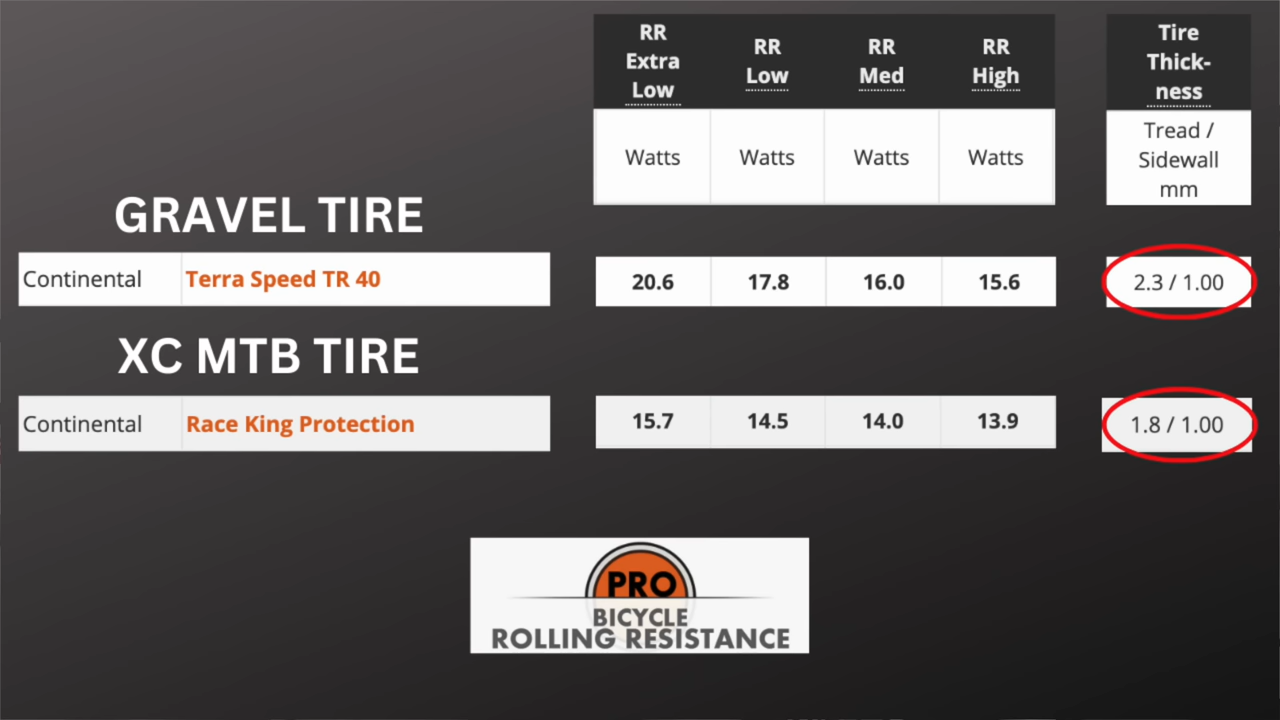 RR
Extra
Low
RR
Low
RR
Med
RR
High
Tire
Thick-
ness
Watts
Watts
Watts
Watts
Tread /
Sidewall
mm
GRAVEL TIRE
Continental Terra Speed TR 40 20.6 17.8 16.0 15.6 2.3 / 1.00
XC MTB TIRE
Continental Race King Protection 15.7 14.5 14.0 13.9 1.8 / 1.00
PRO
BICYCLE
ROLLING RESISTANCE